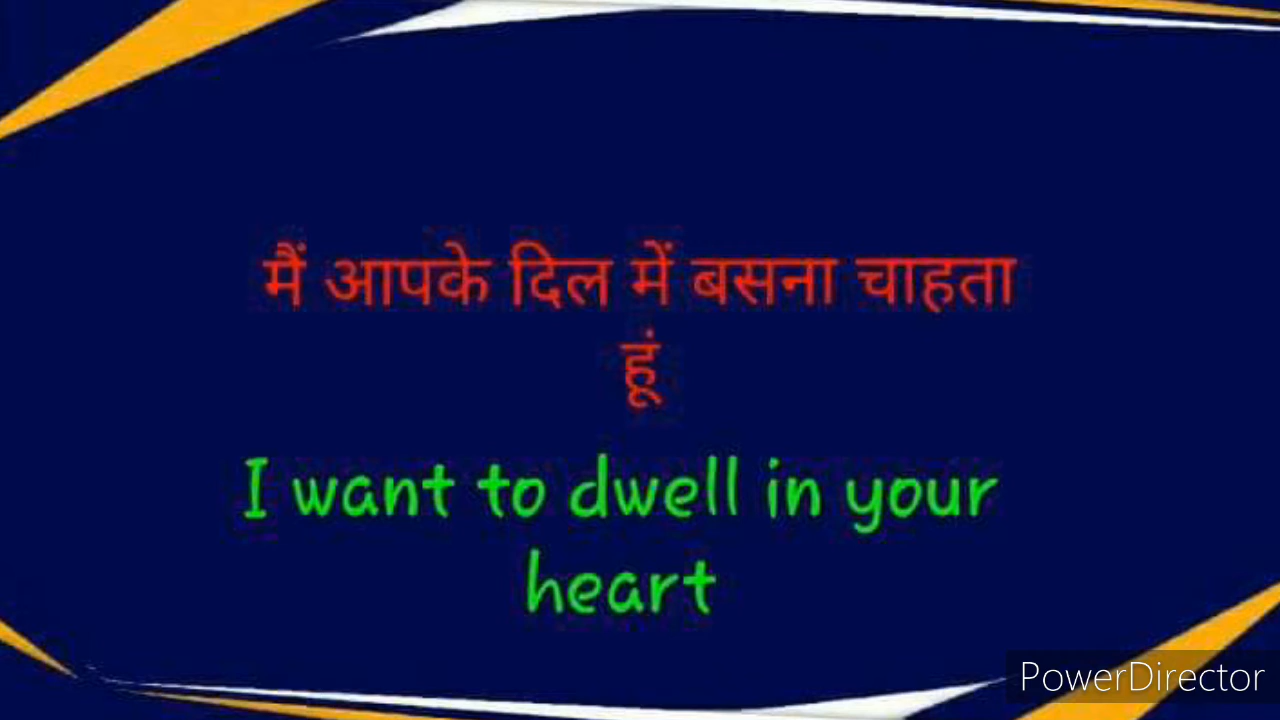 मैं आपके दिल में बसना चाहता
हूं
I want to dwell in your
heart
PowerDirector